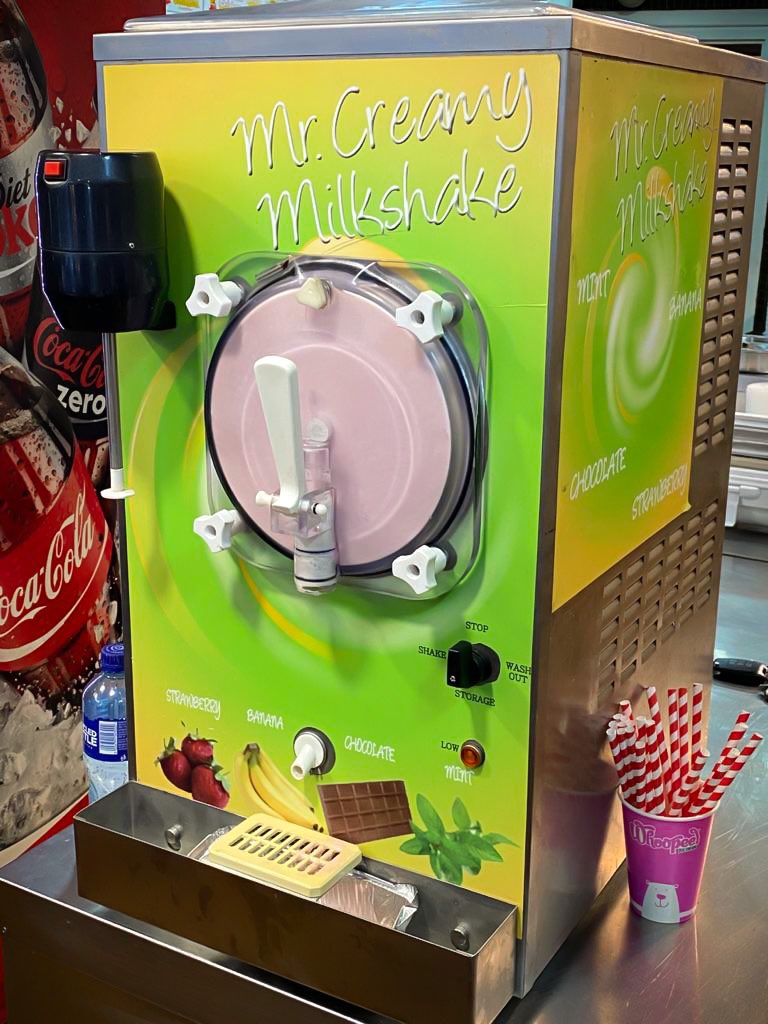 Mr. Creamy
Milkshake
Mr. Creamy
Milkshake
MINT
BANANA
CHOCOLATE
STRAWBERRY
Diet
Coca-Cola
zero
Coca-Cola
STOP
SHAKE
WASH
OUT
STORAGE
LOW
STRAWBERRY
BANANA
CHOCOLATE
MINT
Whoopee!